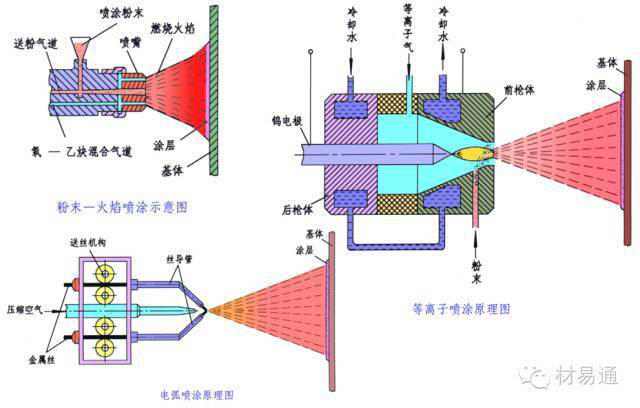 喷涂粉末
燃烧火焰
送粉气道
喷嘴
涂层
基体
氧 — 乙炔混合气道
粉末—火焰喷涂示意图
冷却水
等离子气
冷却水
基体
涂层
前枪体
钨电极
后枪体
粉末
等离子喷涂原理图
送丝机构
丝导管
基体
涂层
压缩空气
金属丝
电弧喷涂原理图
材易通